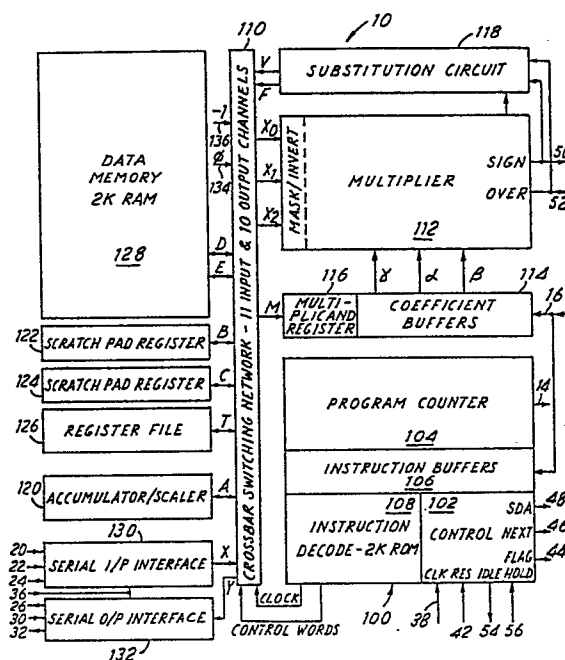 10
110
118
SUBSTITUTION CIRCUIT
V
F
-1
136
φ
134
DATA
MEMORY
2K RAM
128
D
E
CROSSBAR SWITCHING NETWORK - 11 INPUT & 10 OUTPUT CHANNELS
X0
X1
X2
MASK/INVERT
MULTIPLIER
112
SIGN
OVER
50
52
116
γ
α
β
114
M
MULTI-
PLICAND
REGISTER
COEFFICIENT
BUFFERS
16
122
SCRATCH PAD REGISTER
B
124
SCRATCH PAD REGISTER
C
126
REGISTER FILE
T
120
ACCUMULATOR/SCALER
A
130
20
22
24
SERIAL I/P INTERFACE
X
36
26
30
32
SERIAL O/P INTERFACE
Y
132
PROGRAM COUNTER
104
14
INSTRUCTION BUFFERS
106
108
INSTRUCTION
DECODE-2K ROM
102
CONTROL
SDA
NEXT
FLAG
48
46
44
CLK RES IDLE HOLD
CLOCK
CONTROL WORDS
100
38
42
54
56